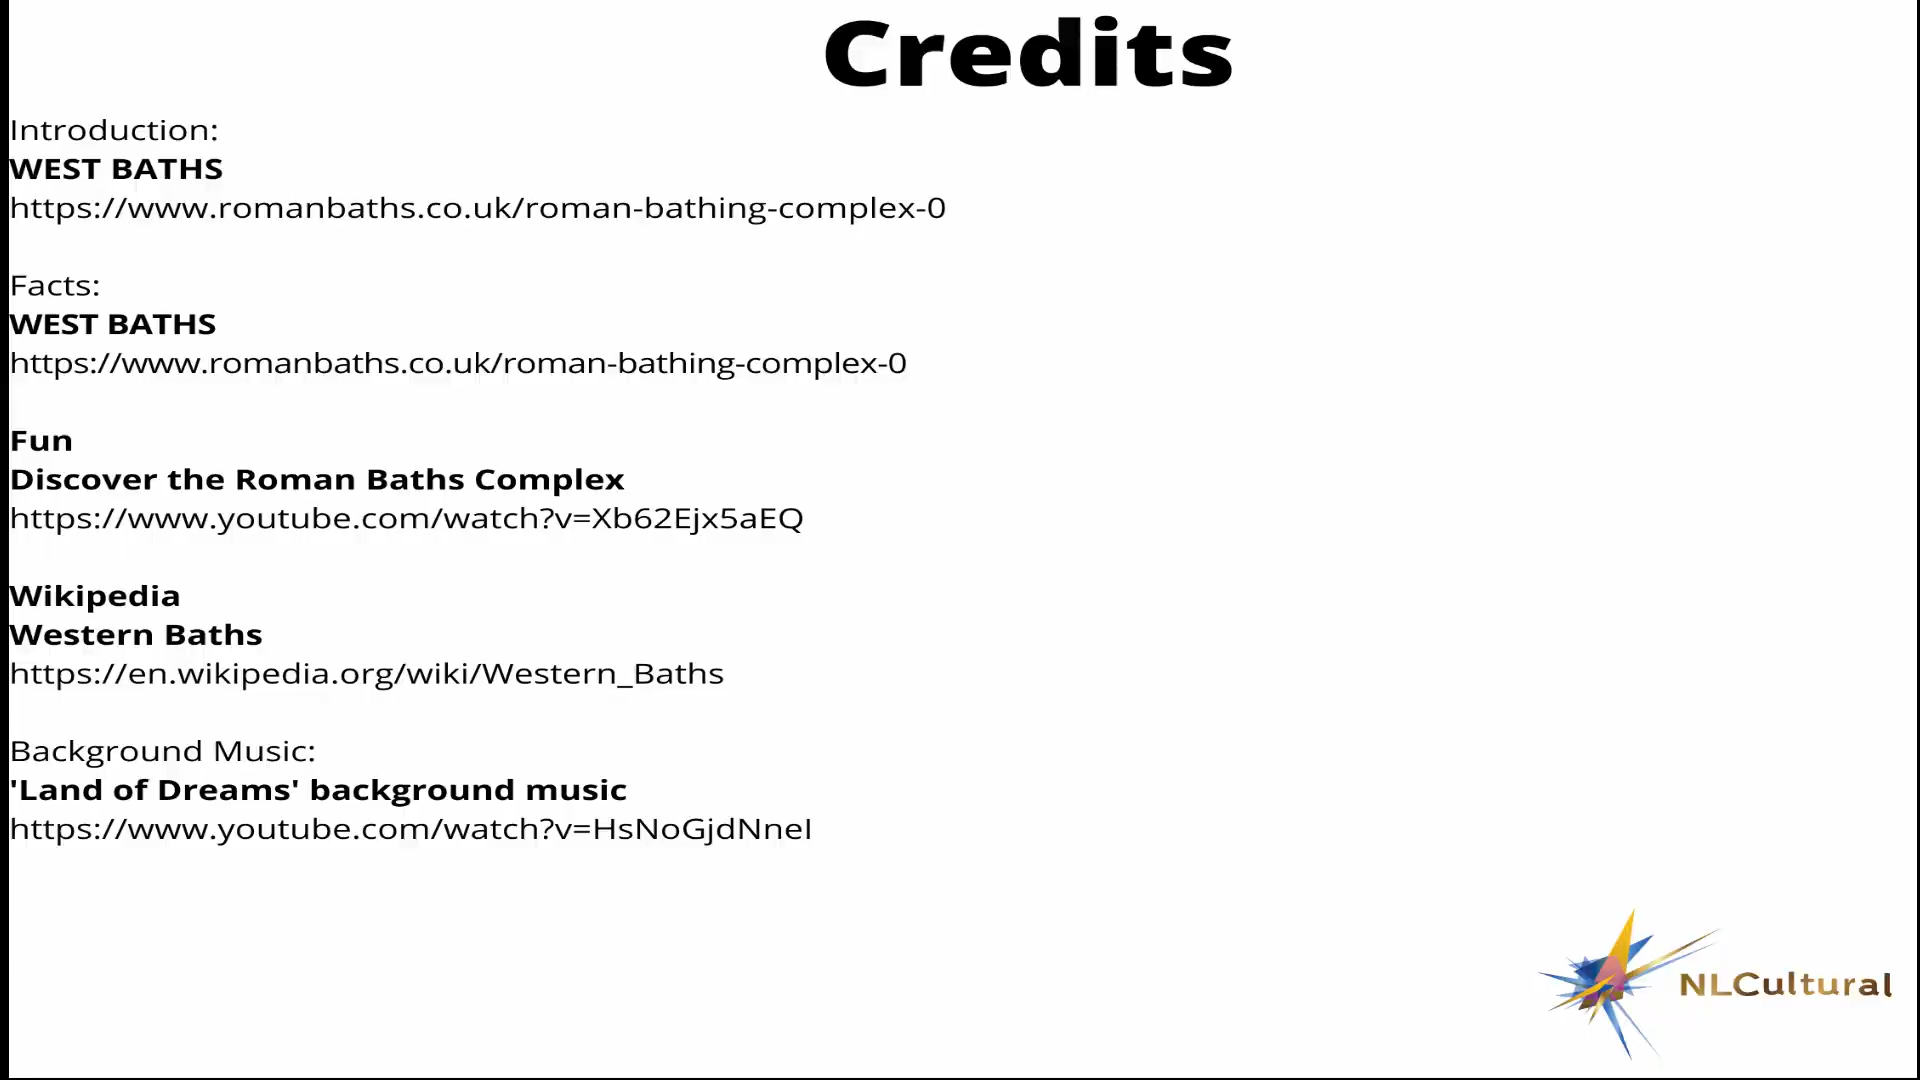 Credits
Introduction:
WEST BATHS
https://www.romanbaths.co.uk/roman-bathing-complex-0
Facts:
WEST BATHS
https://www.romanbaths.co.uk/roman-bathing-complex-0
Fun
Discover the Roman Baths Complex
https://www.youtube.com/watch?v=Xb62Ejx5aEQ
Wikipedia
Western Baths
https://en.wikipedia.org/wiki/Western_Baths
Background Music:
'Land of Dreams' background music
https://www.youtube.com/watch?v=HsNoGjdNneI
NLCultural